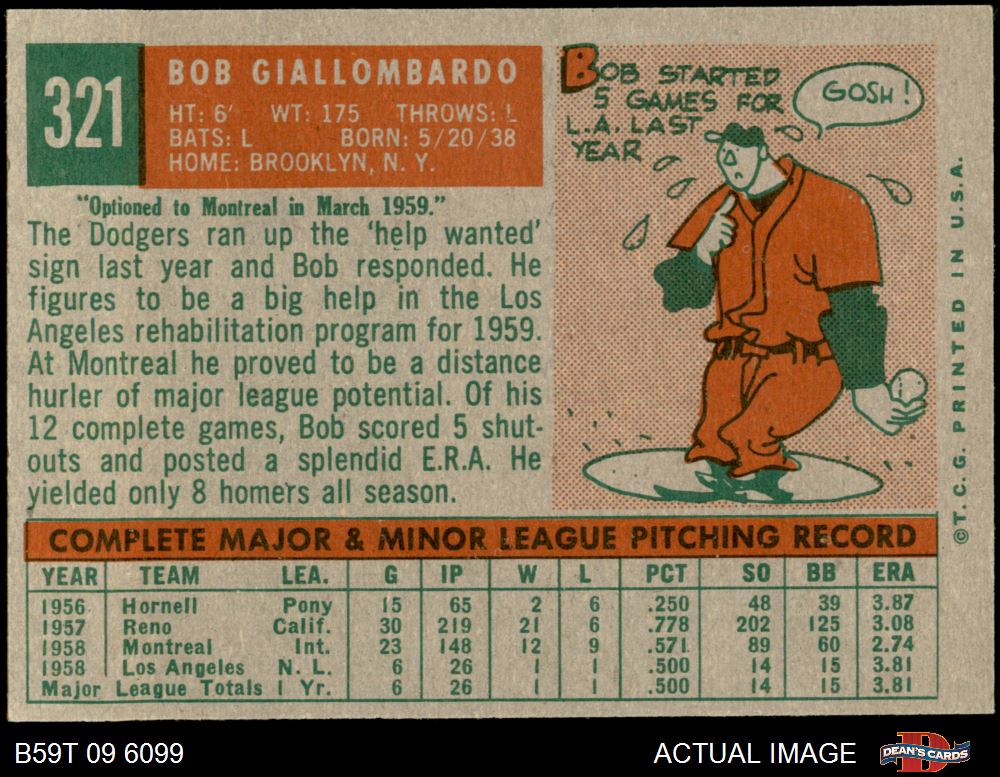 321
BOB GIALLOMBARDO
HT: 6' WT: 175 THROWS: L
BATS: L BORN: 5/20/38
HOME: BROOKLYN, N. Y.
"Optioned to Montreal in March 1959."
The Dodgers ran up the 'help wanted'
sign last year and Bob responded. He
figures to be a big help in the Los
Angeles rehabilitation program for 1959.
At Montreal he proved to be a distance
hurler of major league potential. Of his
12 complete games, Bob scored 5 shut-
outs and posted a splendid E.R.A. He
yielded only 8 homers all season.
BOB STARTED
5 GAMES FOR
L.A. LAST
YEAR
GOSH!
©T. C. G. PRINTED IN U.S.A.
COMPLETE MAJOR & MINOR LEAGUE PITCHING RECORD
YEAR TEAM LEA. G IP W L PCT SO BB ERA
1956 Hornell Pony 15 65 2 6 .250 48 39 3.87
1957 Reno Calif. 30 219 21 6 .778 202 125 3.08
1958 Montreal Int. 23 148 12 9 .571 89 60 2.74
1958 Los Angeles N. L. 6 26 1 1 .500 14 15 3.81
Major League Totals 1 Yr. 6 26 1 1 .500 14 15 3.81
B59T 09 6099
ACTUAL IMAGE
DEAN'S CARDS